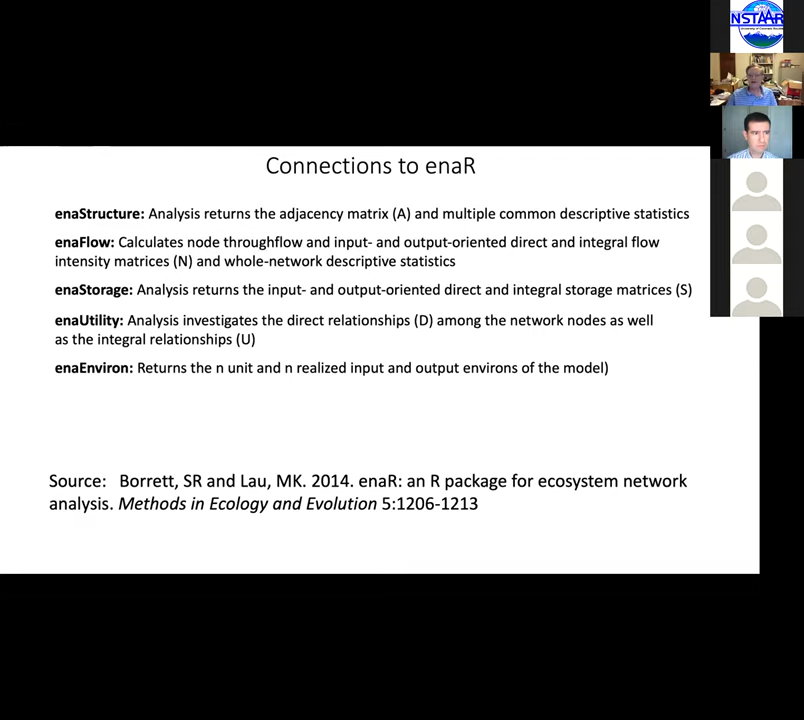 NSTAAR
Connections to enaR
enaStructure: Analysis returns the adjacency matrix (A) and multiple common descriptive statistics
enaFlow: Calculates node throughflow and input- and output-oriented direct and integral flow
intensity matrices (N) and whole-network descriptive statistics
enaStorage: Analysis returns the input- and output-oriented direct and integral storage matrices (S)
enaUtility: Analysis investigates the direct relationships (D) among the network nodes as well
as the integral relationships (U)
enaEnviron: Returns the n unit and n realized input and output environs of the model)
Source: Borrett, SR and Lau, MK. 2014. enaR: an R package for ecosystem network
analysis. Methods in Ecology and Evolution 5:1206-1213